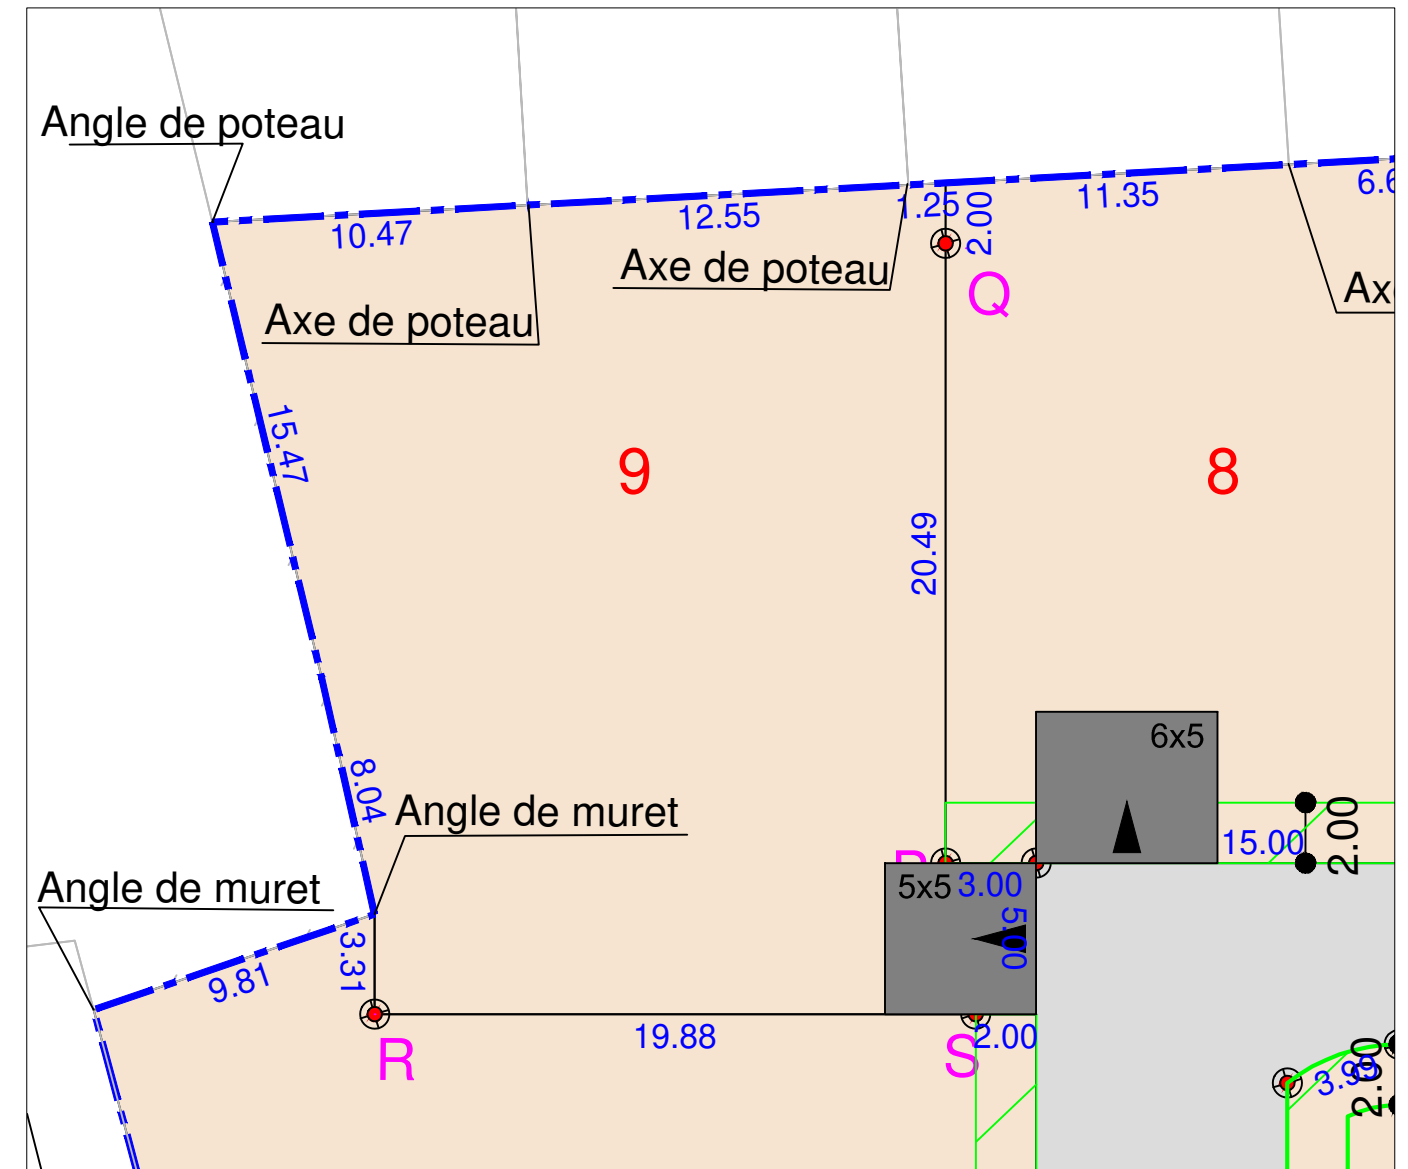 Angle de poteau
10.47
12.55
1.25
2.00
11.35
Axe de poteau
Q
Axe de poteau
15.47
9
8
20.49
6x5
8.04
Angle de muret
15.00
2.00
Angle de muret
5x5
3.00
5.00
3.31
9.81
19.88
R
S
2.00
2.00